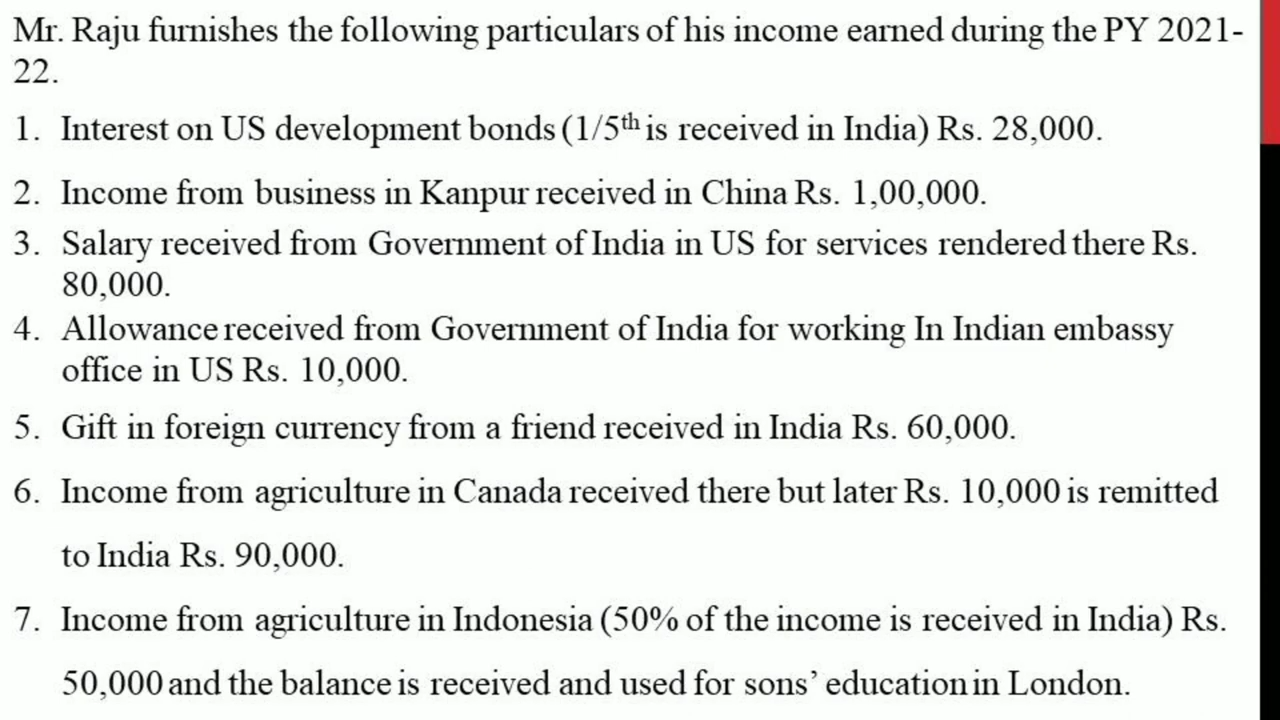 Mr. Raju furnishes the following particulars of his income earned during the PY 2021-
22.
1. Interest on US development bonds (1/5th is received in India) Rs. 28,000.
2. Income from business in Kanpur received in China Rs. 1,00,000.
3. Salary received from Government of India in US for services rendered there Rs.
80,000.
4. Allowance received from Government of India for working In Indian embassy
office in US Rs. 10,000.
5. Gift in foreign currency from a friend received in India Rs. 60,000.
6. Income from agriculture in Canada received there but later Rs. 10,000 is remitted
to India Rs. 90,000.
7. Income from agriculture in Indonesia (50% of the income is received in India) Rs.
50,000 and the balance is received and used for sons’ education in London.